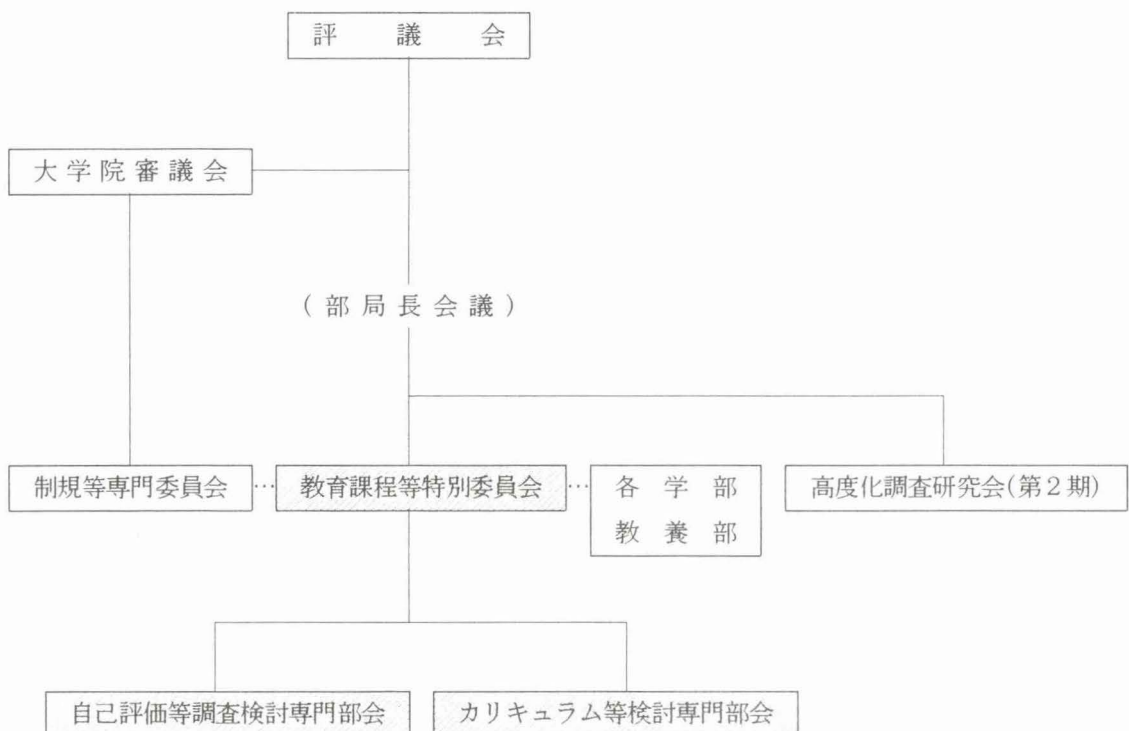 評議会
大学院審議会
(部局長会議)
制規等専門委員会…教育課程等特別委員会…各学部
教養部
高度化調査研究会(第2期)
自己評価等調査検討専門部会
カリキュラム等検討専門部会